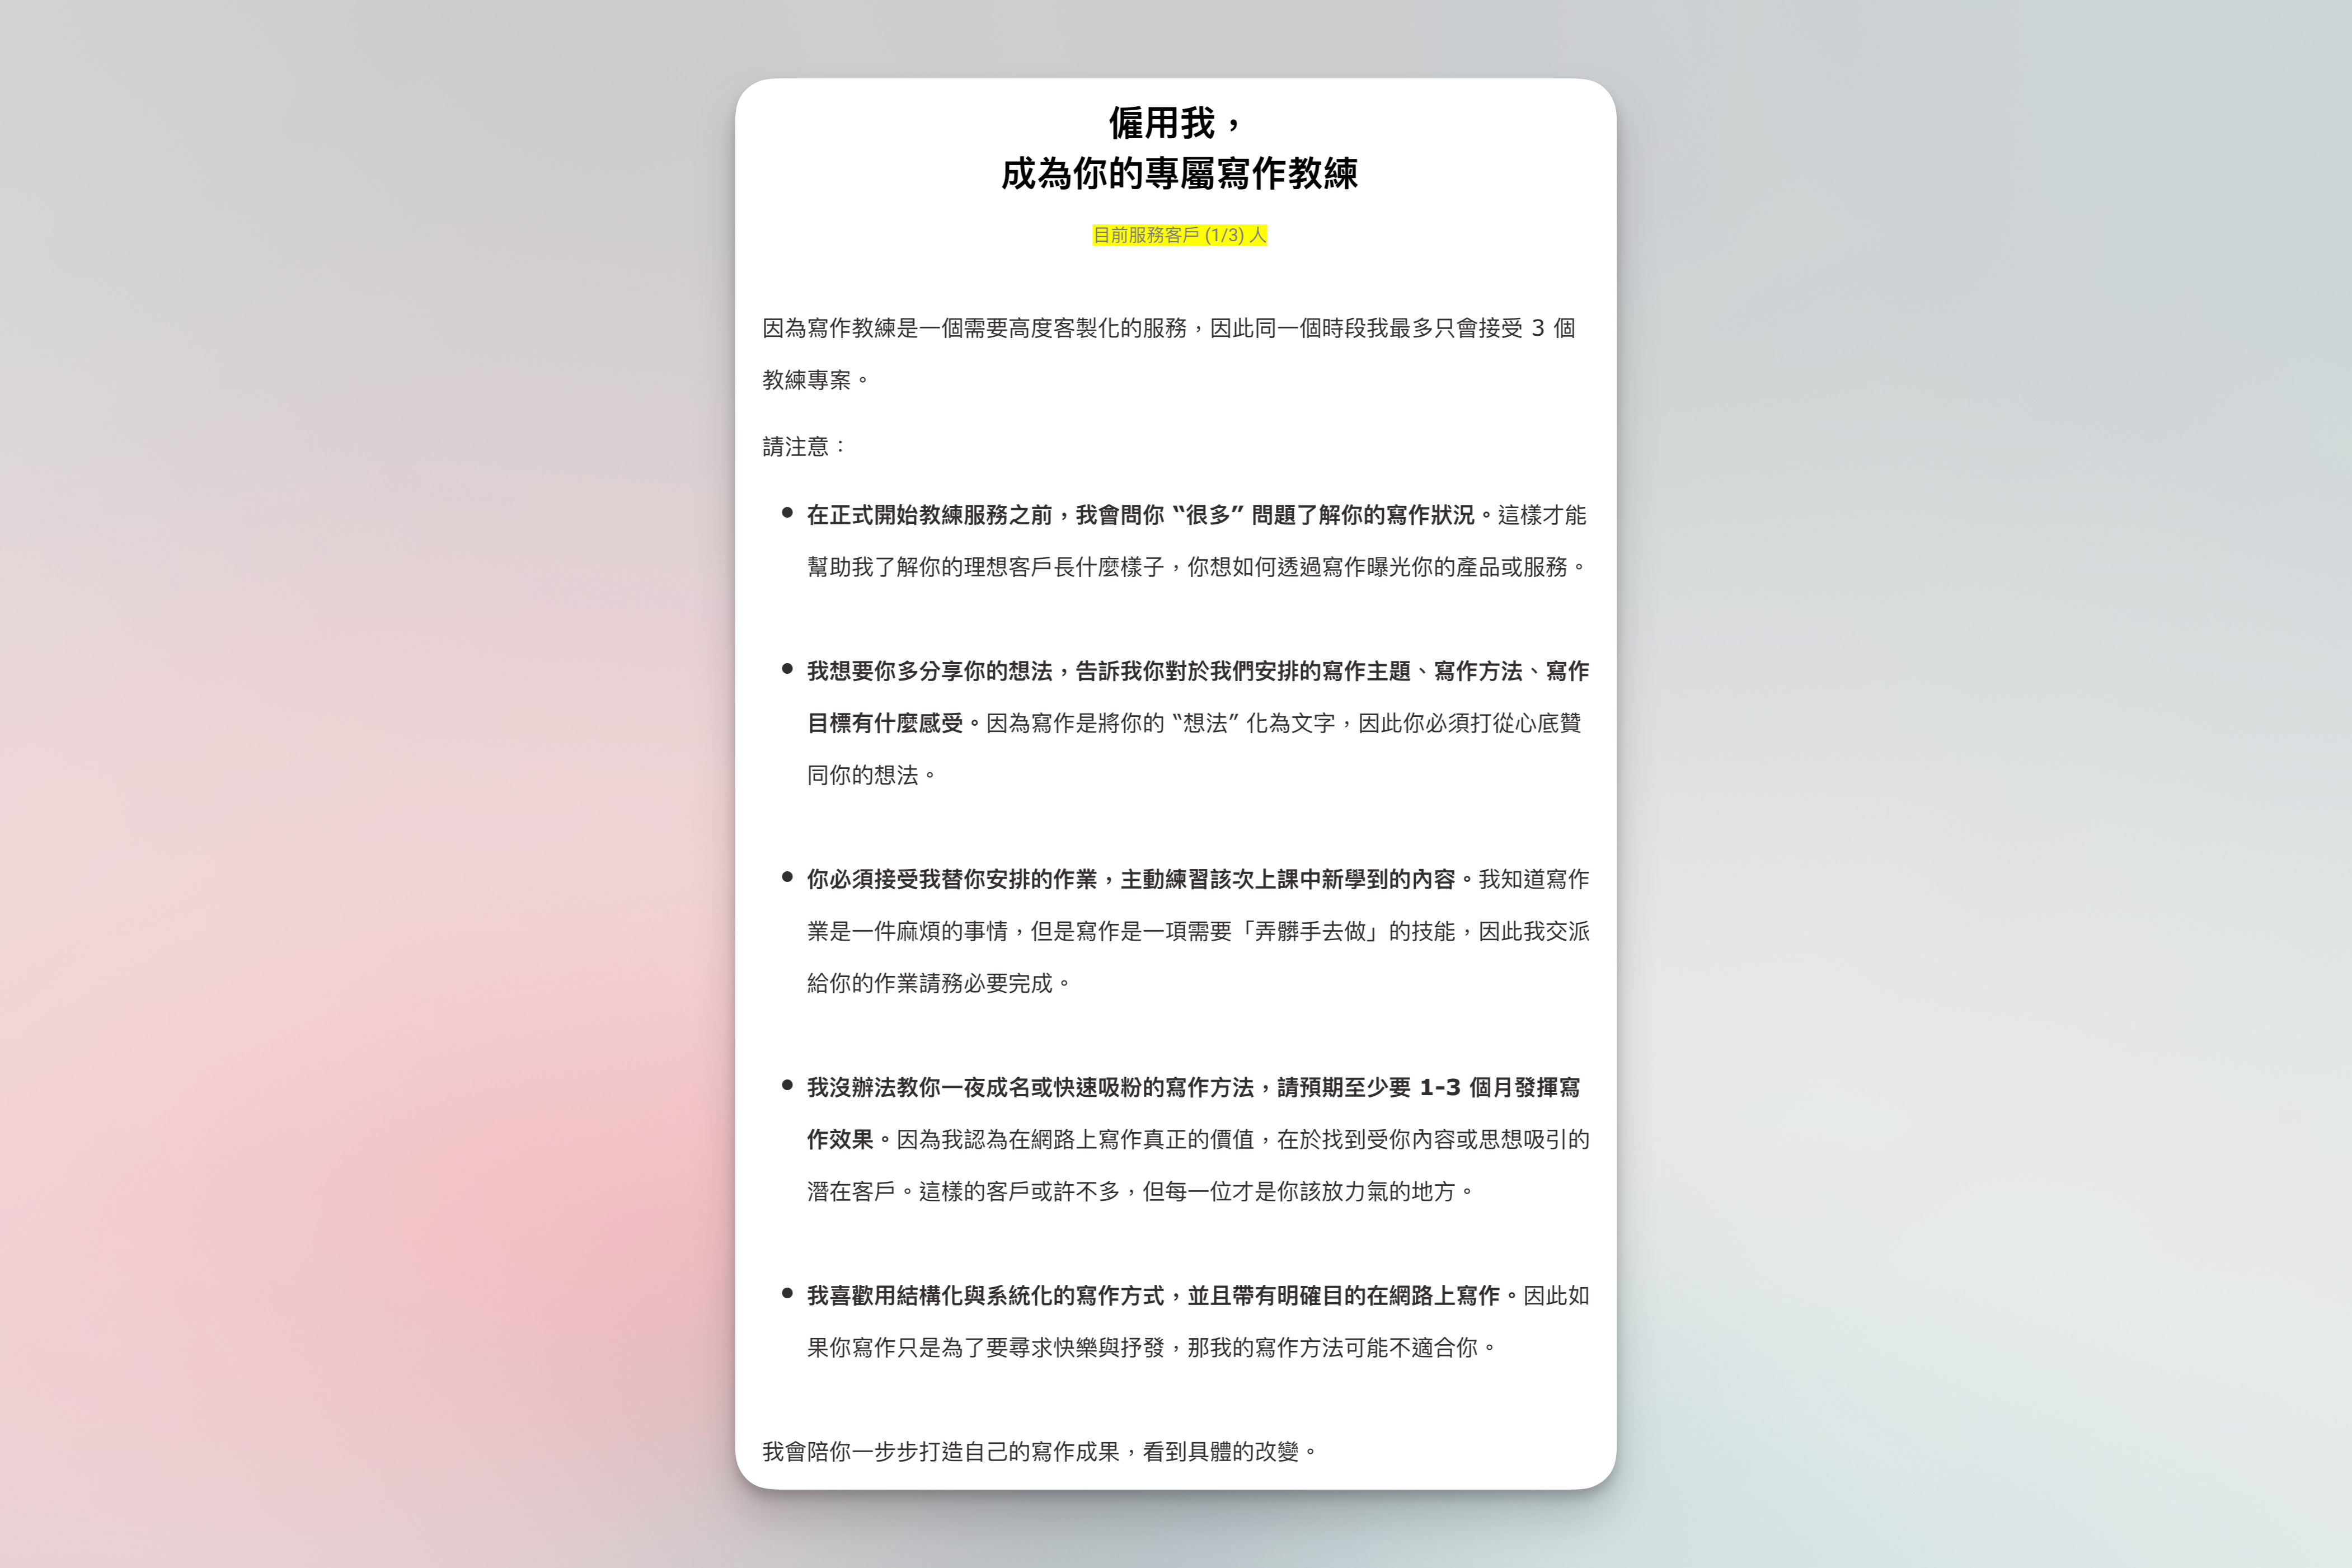 僱用我，
成為你的專屬寫作教練
目前服務客戶 (1/3) 人
因為寫作教練是一個需要高度客製化的服務，因此同一個時段我最多只會接受 3 個
教練專案。
請注意：
• 在正式開始教練服務之前，我會問你 “很多” 問題了解你的寫作狀況。這樣才能
幫助我了解你的理想客戶長什麼樣子，你想如何透過寫作曝光你的產品或服務。
• 我想要你多分享你的想法，告訴我你對於我們安排的寫作主題、寫作方法、寫作
目標有什麼感受。因為寫作是將你的 “想法” 化為文字，因此你必須打從心底贊
同你的想法。
• 你必須接受我替你安排的作業，主動練習該次上課中新學到的內容。我知道寫作
業是一件麻煩的事情，但是寫作是一項需要「弄髒手去做」的技能，因此我交派
給你的作業請務必要完成。
• 我沒辦法教你一夜成名或快速吸粉的寫作方法，請預期至少要 1-3 個月發揮寫
作效果。因為我認為在網路上寫作真正的價值，在於找到受你內容或思想吸引的
潛在客戶。這樣的客戶或許不多，但每一位才是你該放力氣的地方。
• 我喜歡用結構化與系統化的寫作方式，並且帶有明確目的在網路上寫作。因此如
果你寫作只是為了要尋求快樂與抒發，那我的寫作方法可能不適合你。
我會陪你一步步打造自己的寫作成果，看到具體的改變。